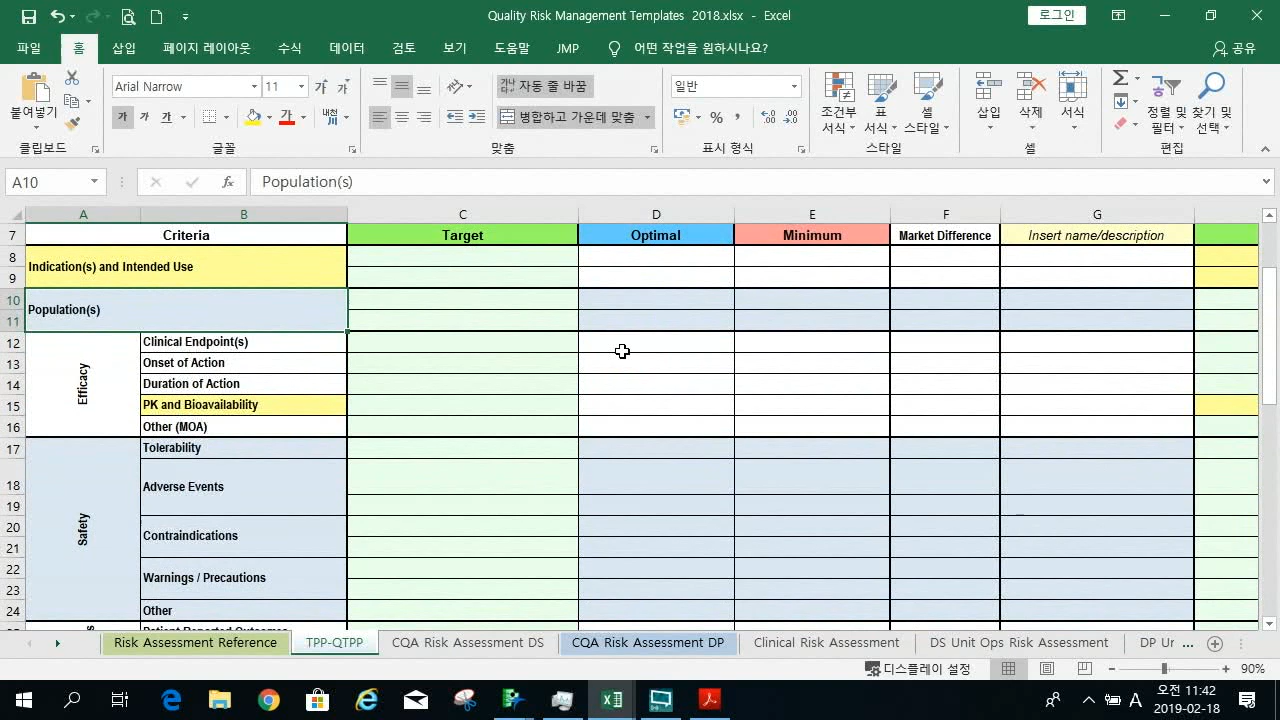 Quality Risk Management Templates 2018.xlsx - Excel
로그인
파일 홈 삽입 페이지 레이아웃 수식 데이터 검토 보기 도움말 JMP 어떤 작업을 원하시나요? 공유
붙여넣기
Arial Narrow 11
가 가 가 내천
자동 줄 바꿈
병합하고 가운데 맞춤
일반
조건부 서식
표 서식
셀 스타일
삽입 삭제 서식
정렬 및 필터
찾기 및 선택
클립보드 글꼴 맞춤 표시 형식 스타일 셀 편집
A10 fx Population(s)
A B C D E F G
7 Criteria Target Optimal Minimum Market Difference Insert name/description
8 Indication(s) and Intended Use
9
10 Population(s)
11
12 Clinical Endpoint(s)
13 Onset of Action
Efficacy
14 Duration of Action
15 PK and Bioavailability
16 Other (MOA)
17 Tolerability
18 Adverse Events
19
Safety
20 Contraindications
21
22 Warnings / Precautions
23
24 Other
Risk Assessment Reference TPP-QTPP CQA Risk Assessment DS CQA Risk Assessment DP Clinical Risk Assessment DS Unit Ops Risk Assessment DP Ur ...
디스플레이 설정 90%
A 오전 11:42
2019-02-18